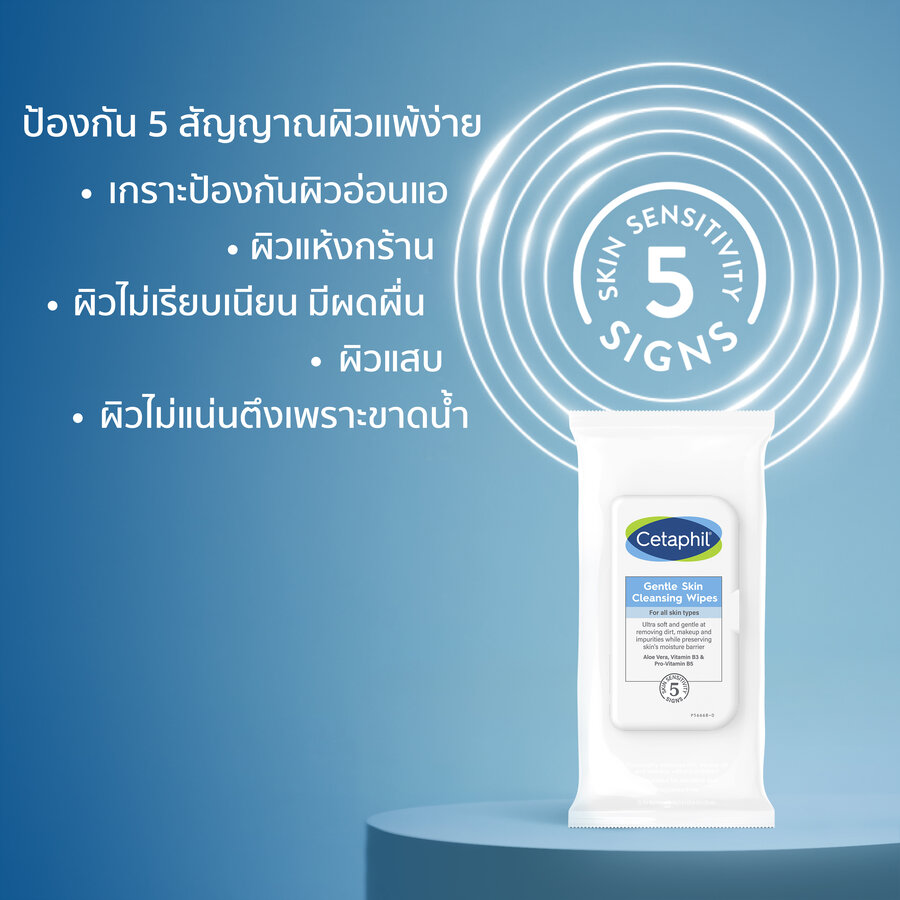 ป้องกัน 5 สัญญาณผิวแพ้ง่าย
• เกราะป้องกันผิวอ่อนแอ
• ผิวแห้งกร้าน
• ผิวไม่เรียบเนียน มีผดผื่น
• ผิวแสบ
• ผิวไม่แน่นตึงเพราะขาดน้ำ
SKIN SENSITIVITY
5
SIGNS
Cetaphil®
Gentle Skin
Cleansing Wipes
For all skin types
Ultra soft and gentle at
removing dirt, makeup and
impurities while preserving
skin's moisture barrier
Aloe Vera, Vitamin B3 &
Pro-Vitamin B5
SKIN SENSITIVITY
5
SIGNS
P56668-0